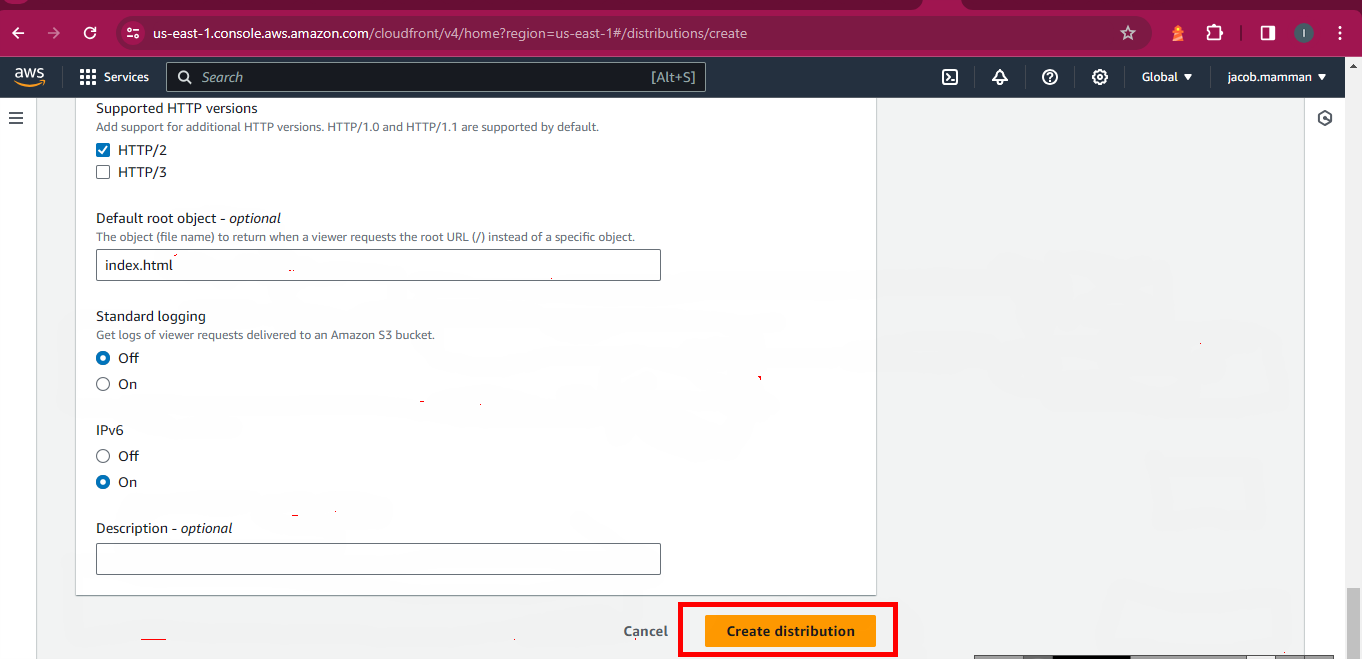 us-east-1.console.aws.amazon.com/cloudfront/v4/home?region=us-east-1#/distributions/create
I
aws
Services
Search
[Alt+S]
Global
jacob.mamman
Supported HTTP versions
Add support for additional HTTP versions. HTTP/1.0 and HTTP/1.1 are supported by default.
HTTP/2
HTTP/3
Default root object - optional
The object (file name) to return when a viewer requests the root URL (/) instead of a specific object.
index.html
Standard logging
Get logs of viewer requests delivered to an Amazon S3 bucket.
Off
On
IPv6
Off
On
Description - optional
Cancel
Create distribution